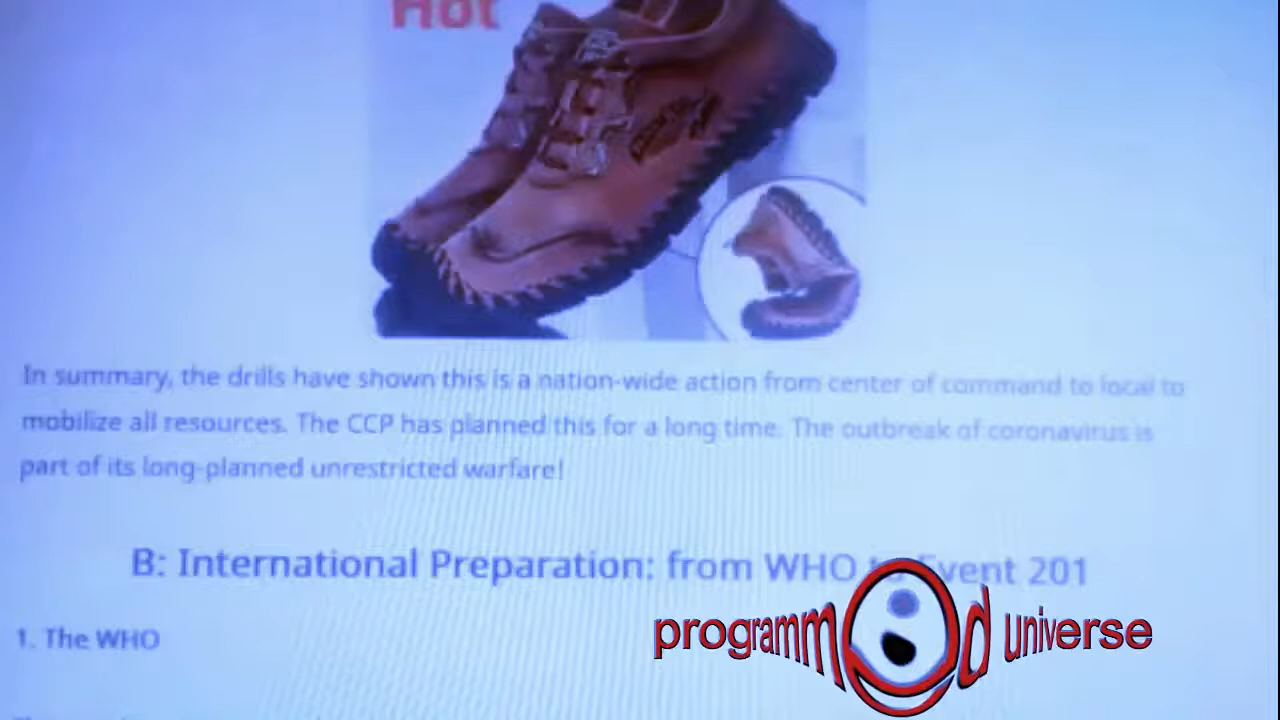 Hot
In summary, the drills have shown this is a nation-wide action from center of command to local to
mobilize all resources. The CCP has planned this for a long time. The outbreak of coronavirus is
part of its long-planned unrestricted warfare!
B: International Preparation: from WHO to Event 201
programmed universe
1. The WHO